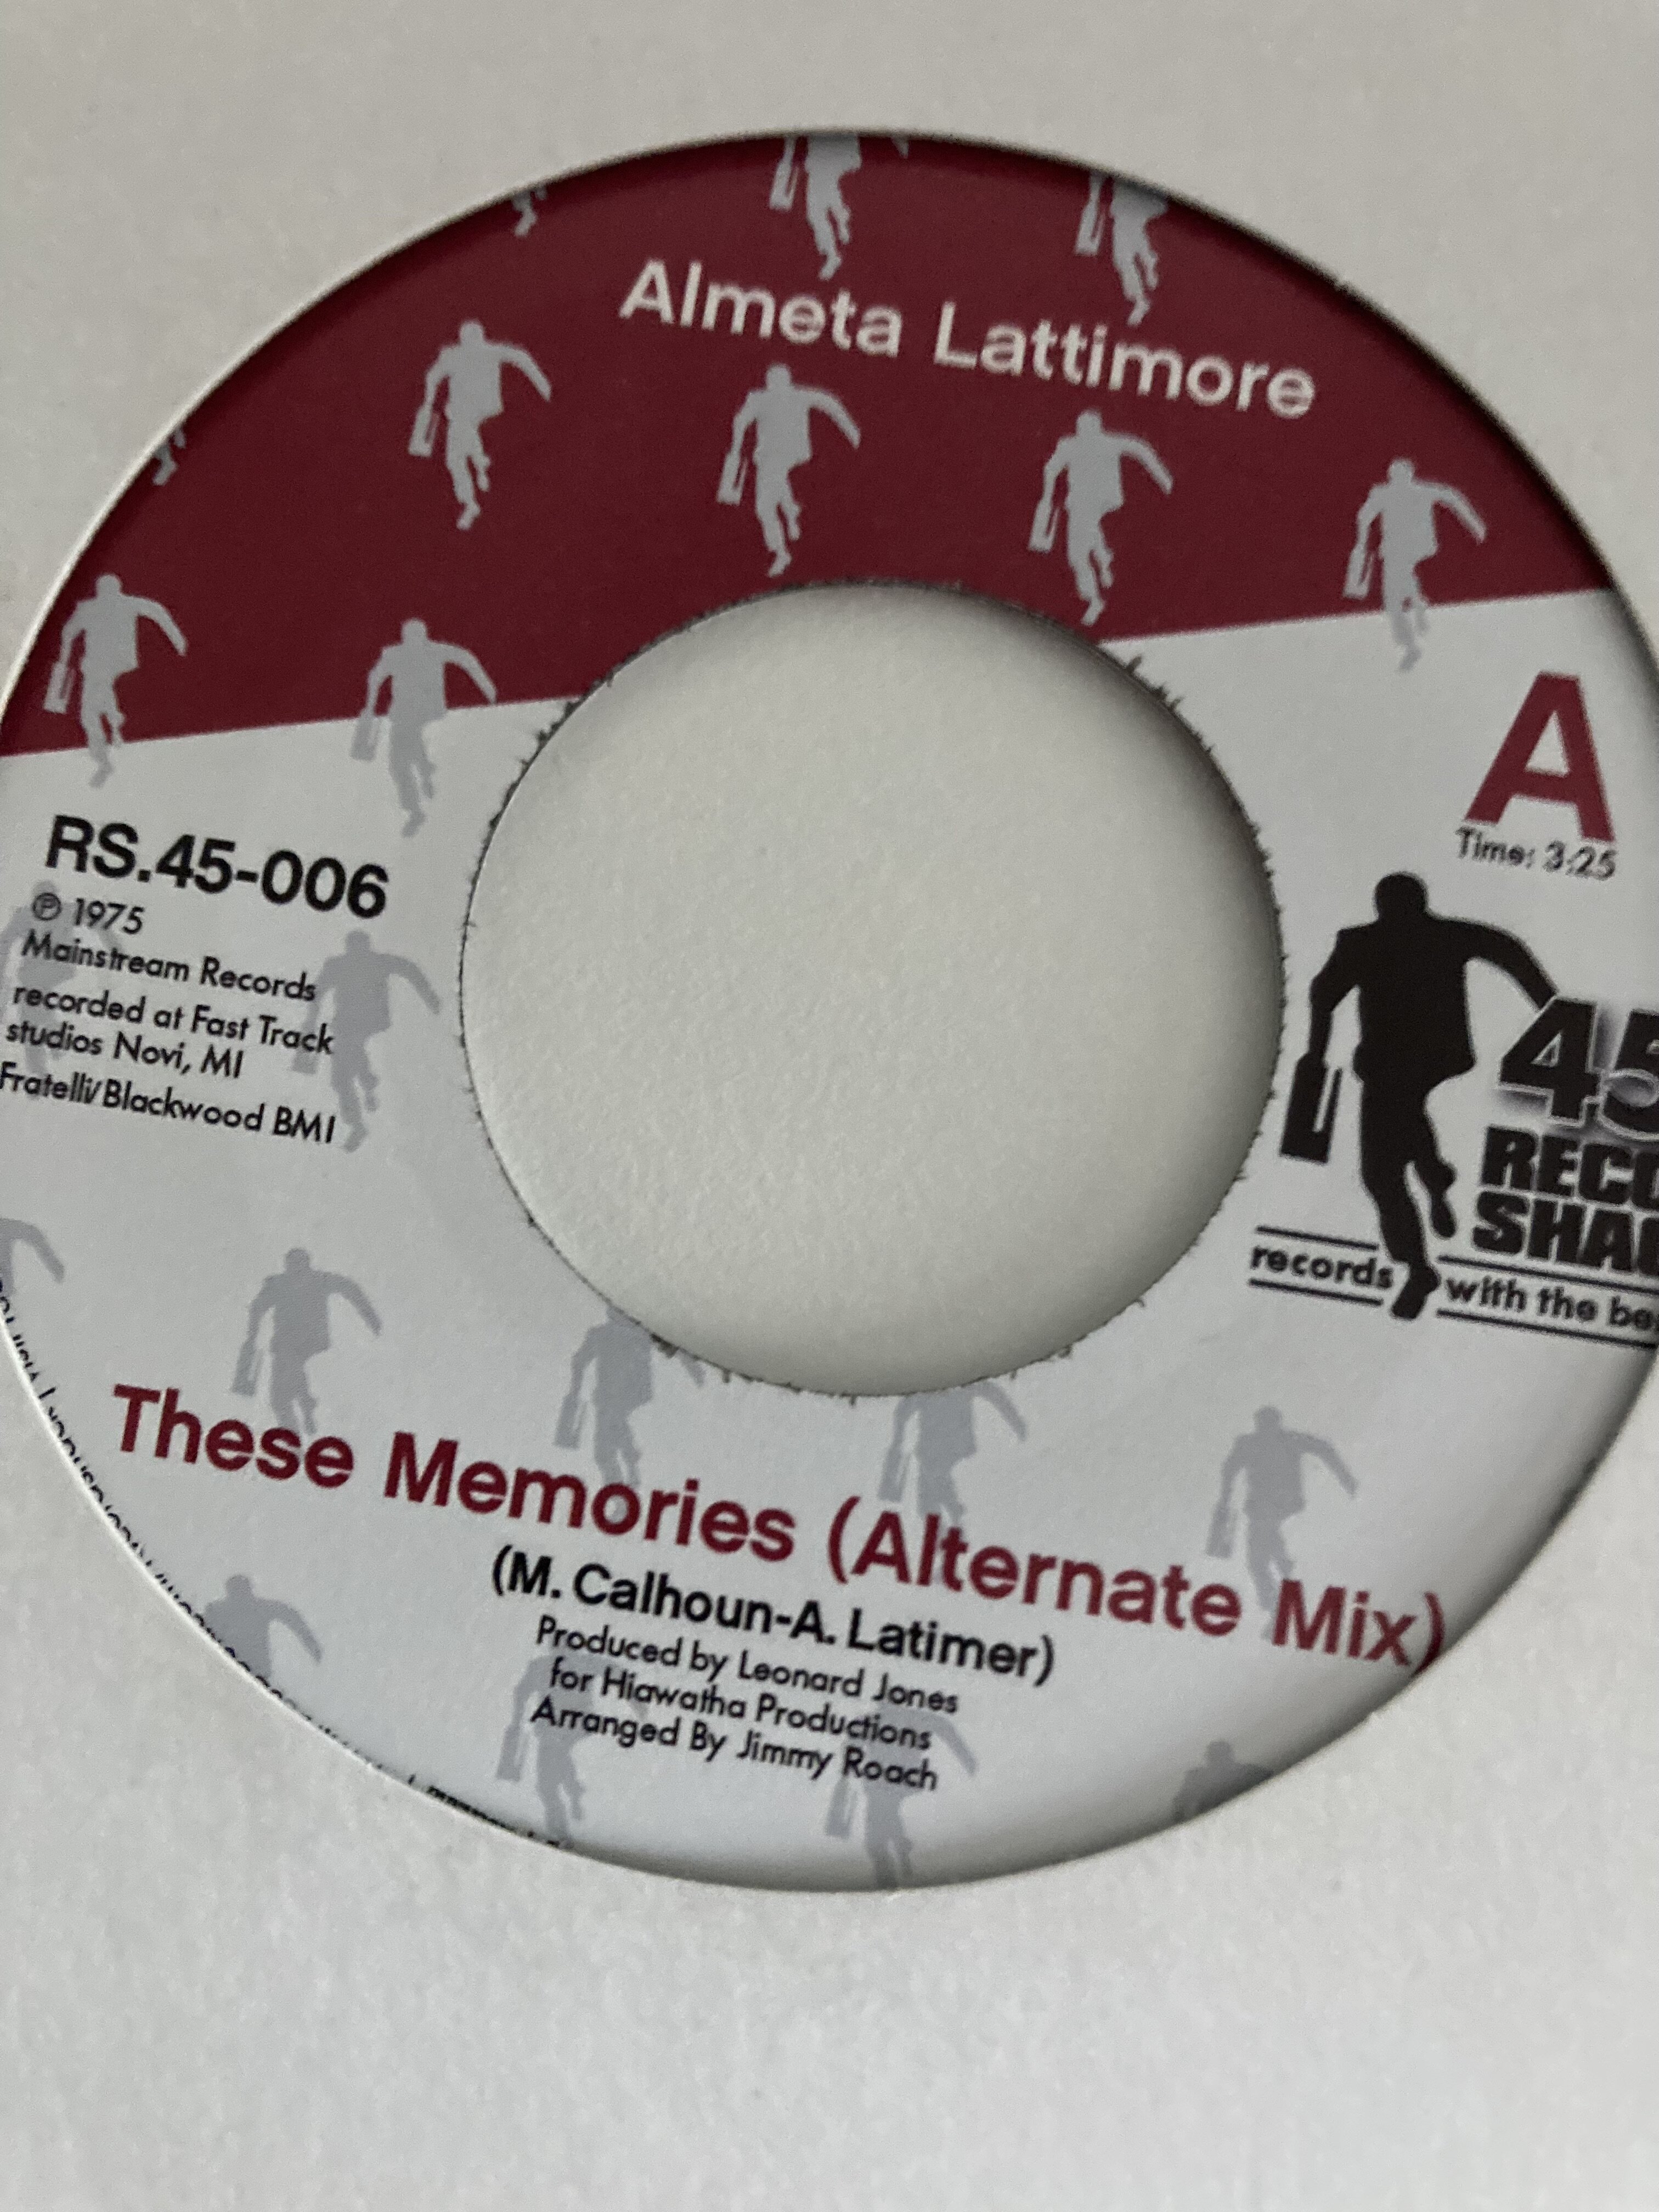 Almeta Lattimore
A
Time: 3:25
RS.45-006
℗ 1975
Mainstream Records
recorded at Fast Track
studios Novi, MI
Fratelli/Blackwood BMI
45
records with the
These Memories (Alternate Mix)
(M. Calhoun-A. Latimer)
Produced by Leonard Jones
for Hiawatha Productions
Arranged By Jimmy Roach